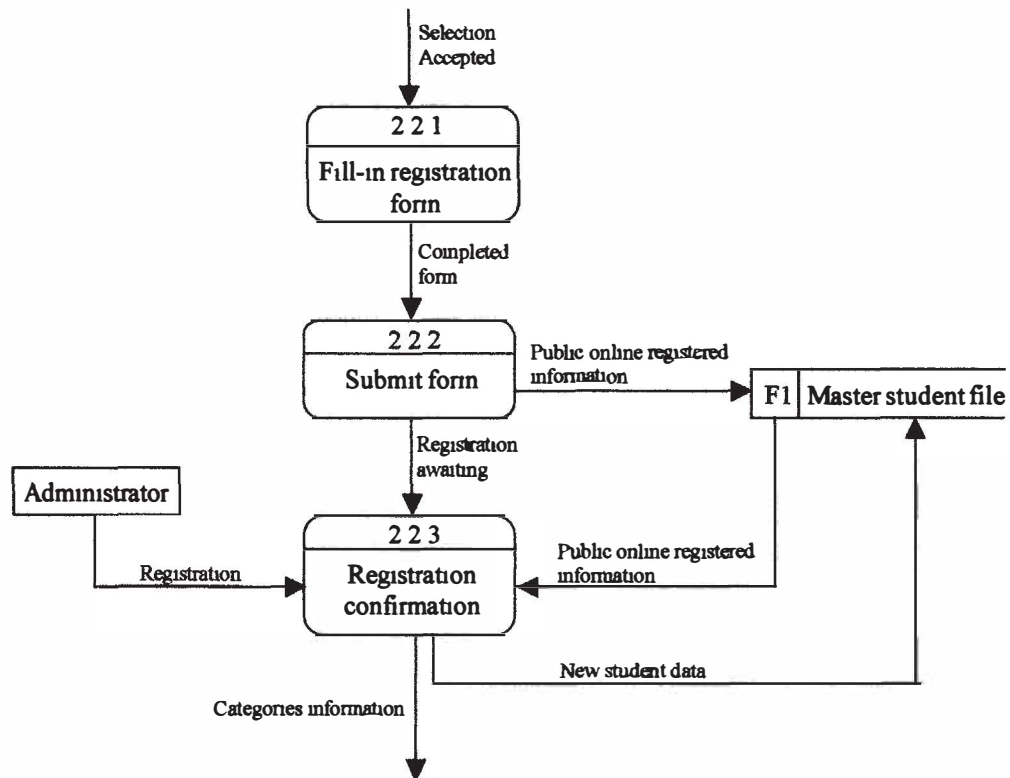 Selection
Accepted
2 2 1
Fill-in registration
form
Completed
form
2 2 2
Submit form
Public online registered
information
F1 Master student file
Registration
awaiting
Administrator
2 2 3
Registration
confirmation
Registration
Public online registered
information
New student data
Categories information